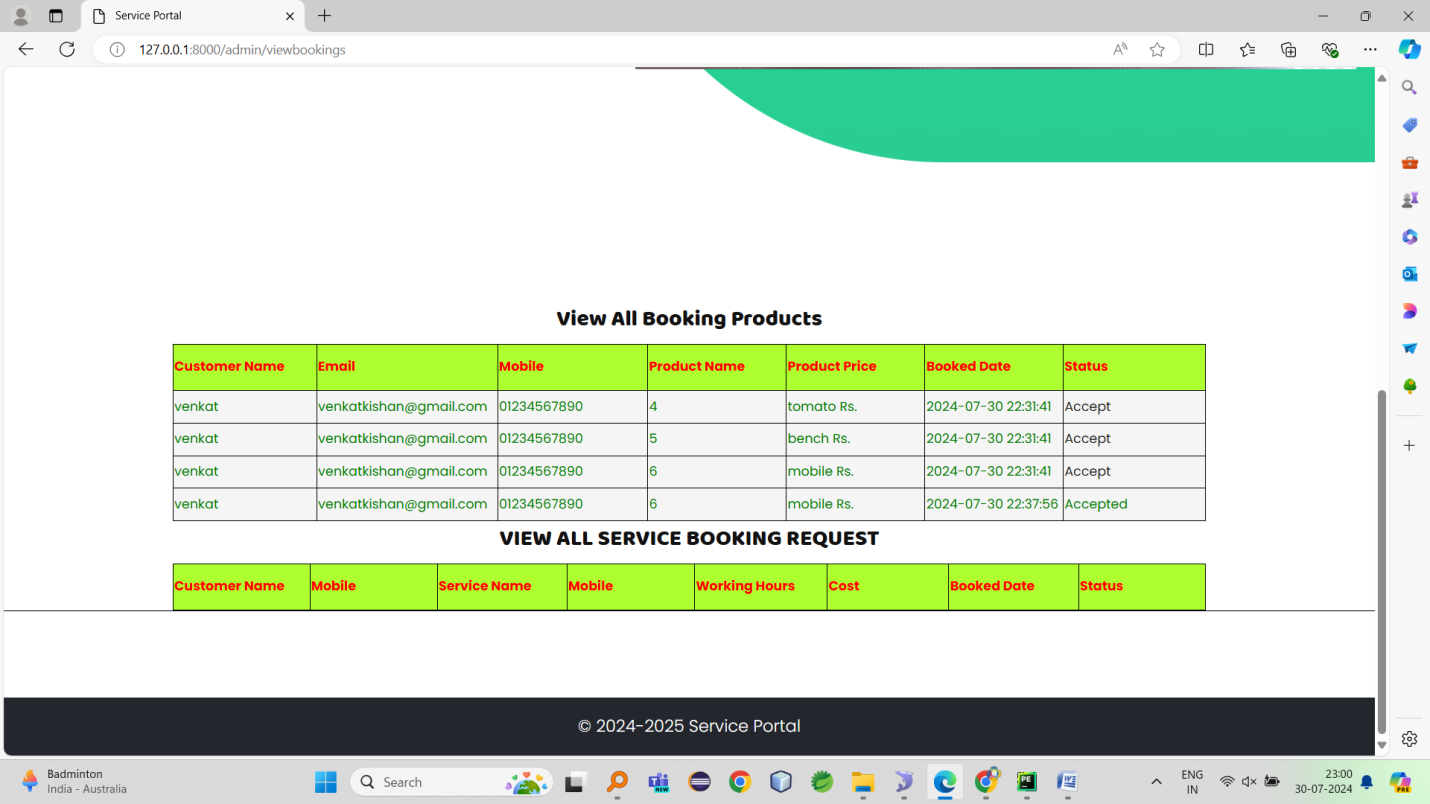 Service Portal
127.0.0.1:8000/admin/viewbookings
View All Booking Products
Customer Name Email Mobile Product Name Product Price Booked Date Status
venkat venkatkishan@gmail.com 01234567890 4 tomato Rs. 2024-07-30 22:31:41 Accept
venkat venkatkishan@gmail.com 01234567890 5 bench Rs. 2024-07-30 22:31:41 Accept
venkat venkatkishan@gmail.com 01234567890 6 mobile Rs. 2024-07-30 22:31:41 Accept
venkat venkatkishan@gmail.com 01234567890 6 mobile Rs. 2024-07-30 22:37:56 Accepted
VIEW ALL SERVICE BOOKING REQUEST
Customer Name Mobile Service Name Mobile Working Hours Cost Booked Date Status
© 2024-2025 Service Portal
Badminton
India - Australia
Search
NEW
PE
ENG
IN
23:00
30-07-2024
PRE